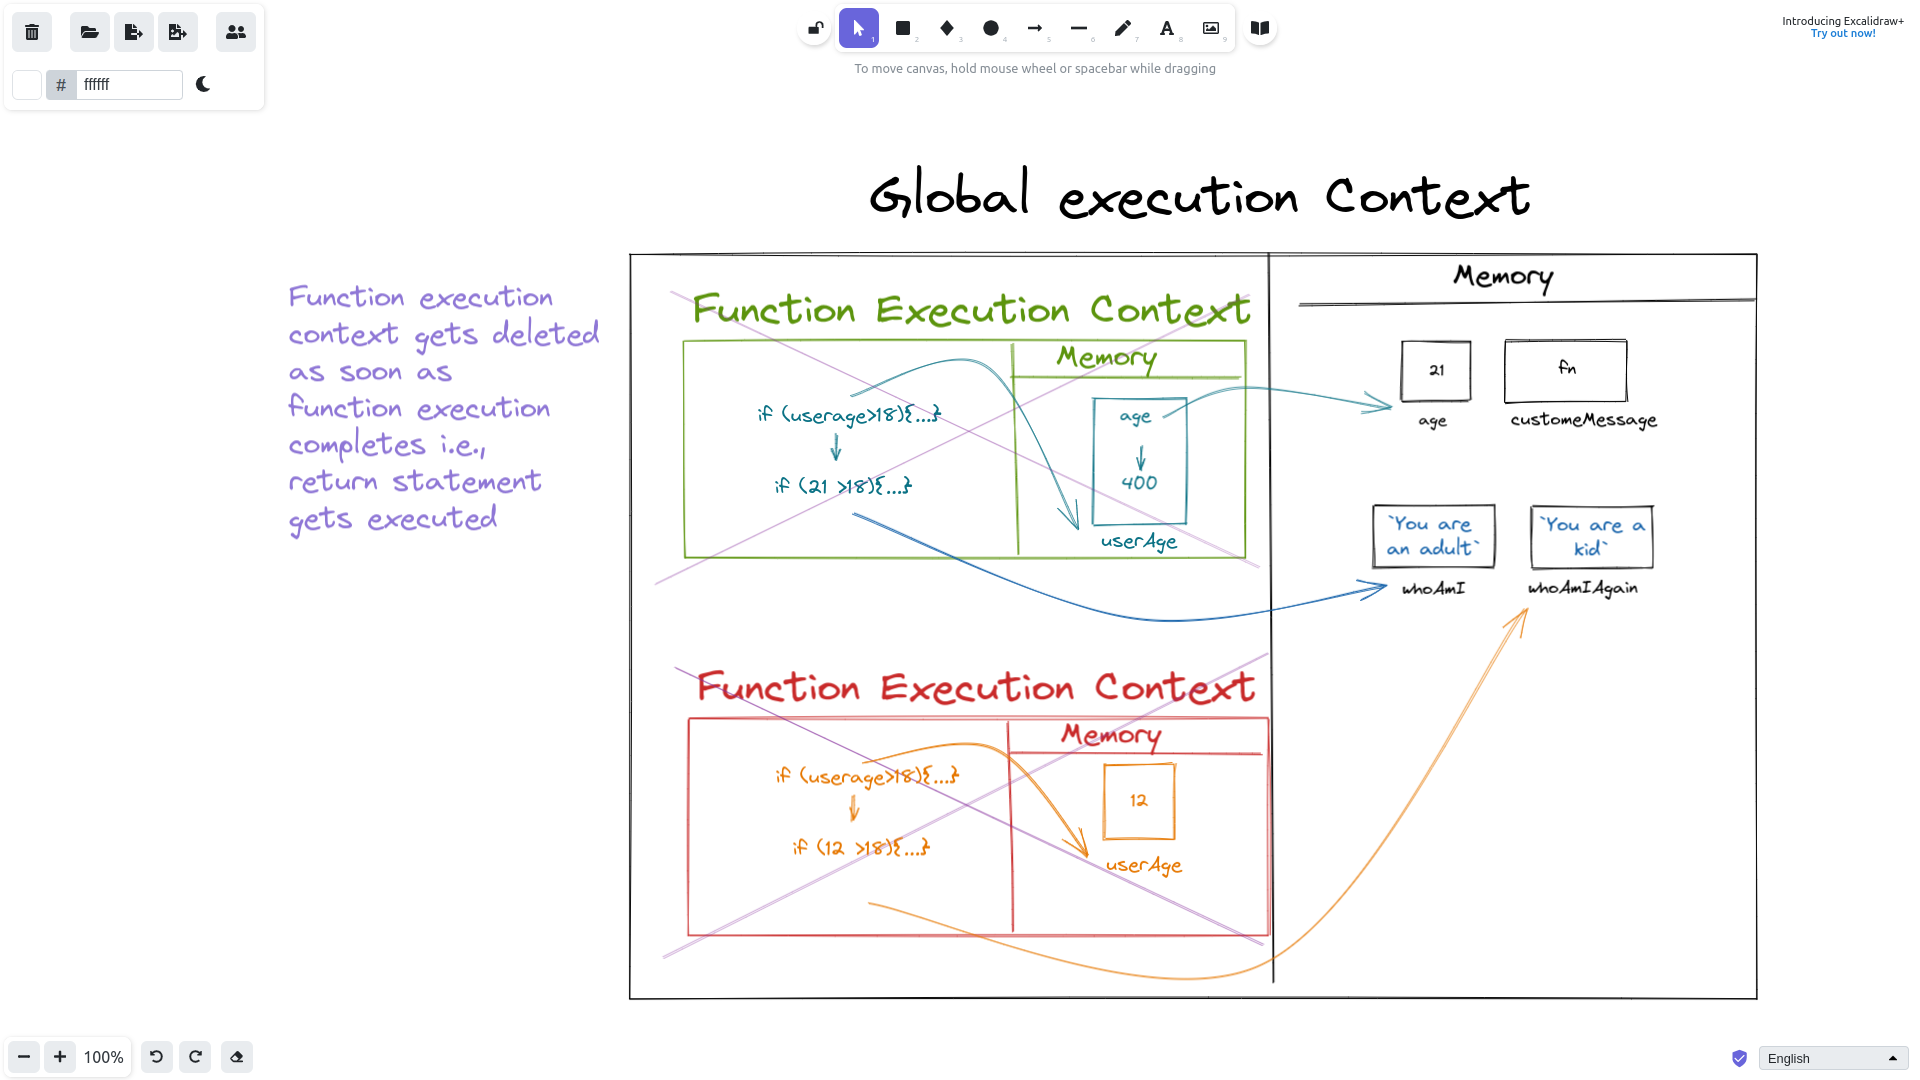 1
2
3
4
5
6
7
8
9
Introducing Excalidraw+
Try out now!
# ffffff
To move canvas, hold mouse wheel or spacebar while dragging
Global execution Context
Function execution
context gets deleted
as soon as
function execution
completes i.e.,
return statement
gets executed
Function Execution Context
Memory
if (userage>18){...}
if (21 >18){...}
age
400
userAge
Memory
21
age
fn
customeMessage
`You are
an adult`
whoAmI
`You are a
kid`
whoAmIAgain
Function Execution Context
Memory
if (userage>18){...}
if (12 >18){...}
12
userAge
100%
English